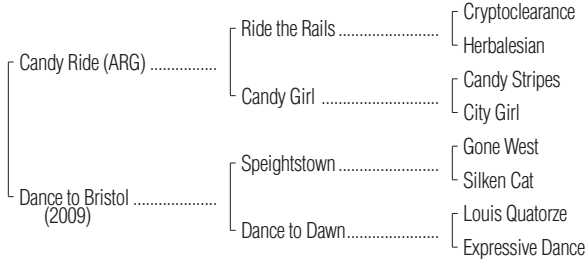 Cryptoclearance
Ride the Rails ......................
Herbalesian
Candy Ride (ARG) ...............
Candy Stripes
Candy Girl ..........................
City Girl
Gone West
Speightstown ......................
Silken Cat
Dance to Bristol ...................
(2009)
Louis Quatorze
Dance to Dawn.....................
Expressive Dance